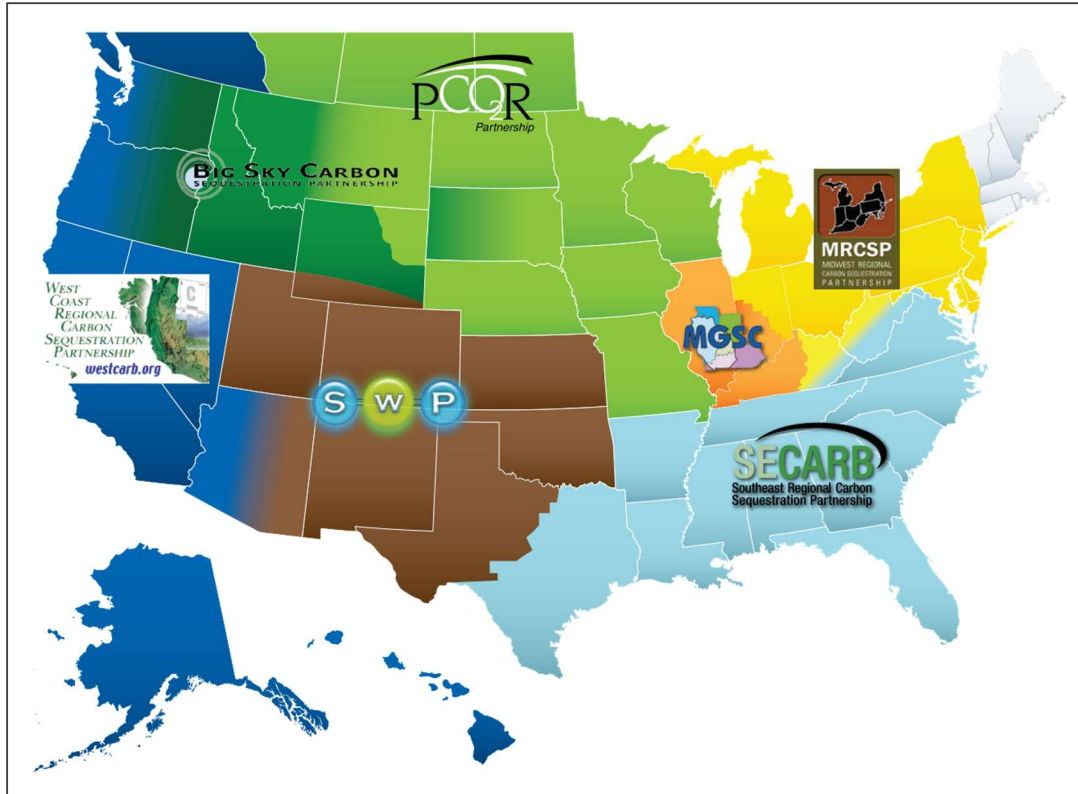 PCO2R
Partnership
BIG SKY CARBON
SEQUESTRATION PARTNERSHIP
MRCSP
MIDWEST REGIONAL
CARBON SEQUESTRATION
PARTNERSHIP
WEST
COAST
REGIONAL
CARBON
SEQUESTRATION
PARTNERSHIP
westcarb.org
C
MGSC
S W P
SECARB
Southeast Regional Carbon
Sequestration Partnership